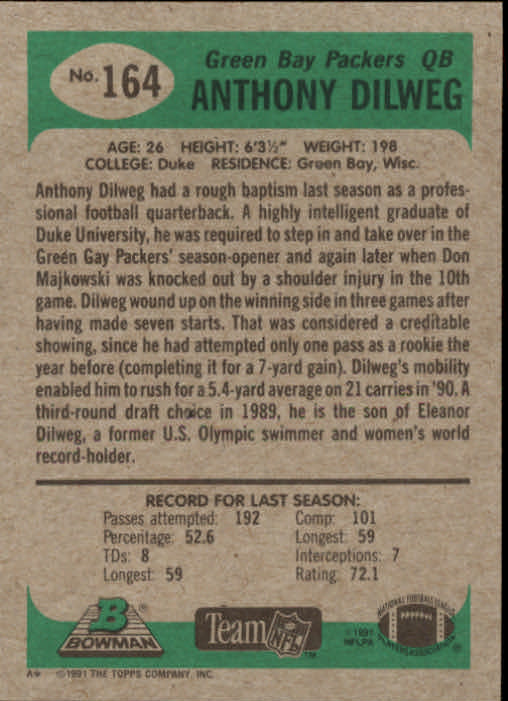 No. 164
Green Bay Packers QB
ANTHONY DILWEG
AGE: 26 HEIGHT: 6'3½" WEIGHT: 198
COLLEGE: Duke RESIDENCE: Green Bay, Wisc.
Anthony Dilweg had a rough baptism last season as a profes-
sional football quarterback. A highly intelligent graduate of
Duke University, he was required to step in and take over in the
Green Gay Packers' season-opener and again later when Don
Majkowski was knocked out by a shoulder injury in the 10th
game. Dilweg wound up on the winning side in three games after
having made seven starts. That was considered a creditable
showing, since he had attempted only one pass as a rookie the
year before (completing it for a 7-yard gain). Dilweg's mobility
enabled him to rush for a 5.4-yard average on 21 carries in '90. A
third-round draft choice in 1989, he is the son of Eleanor
Dilweg, a former U.S. Olympic swimmer and women's world
record-holder.
RECORD FOR LAST SEASON:
Passes attempted: 192 Comp: 101
Percentage: 52.6 Longest: 59
TDs: 8 Interceptions: 7
Longest: 59 Rating: 72.1
B
BOWMAN®
Team NFL™
©1991
NFLPA
NATIONAL FOOTBALL LEAGUE
PLAYERS ASSOCIATION®
A* ©1991 THE TOPPS COMPANY, INC.